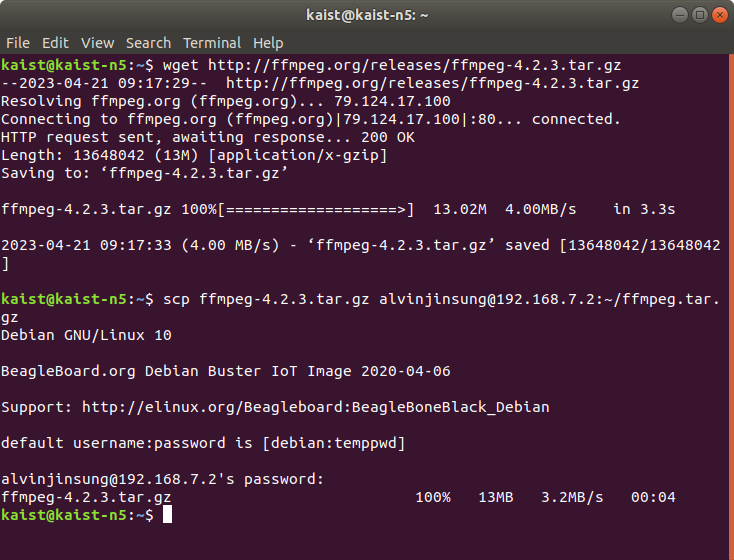 kaist@kaist-n5: ~
File Edit View Search Terminal Help
kaist@kaist-n5:~$ wget http://ffmpeg.org/releases/ffmpeg-4.2.3.tar.gz
--2023-04-21 09:17:29--  http://ffmpeg.org/releases/ffmpeg-4.2.3.tar.gz
Resolving ffmpeg.org (ffmpeg.org)... 79.124.17.100
Connecting to ffmpeg.org (ffmpeg.org)|79.124.17.100|:80... connected.
HTTP request sent, awaiting response... 200 OK
Length: 13648042 (13M) [application/x-gzip]
Saving to: ‘ffmpeg-4.2.3.tar.gz’
ffmpeg-4.2.3.tar.gz 100%[===================>]  13.02M  4.00MB/s    in 3.3s
2023-04-21 09:17:33 (4.00 MB/s) - ‘ffmpeg-4.2.3.tar.gz’ saved [13648042/13648042
]
kaist@kaist-n5:~$ scp ffmpeg-4.2.3.tar.gz alvinjinsung@192.168.7.2:~/ffmpeg.tar.
gz
Debian GNU/Linux 10
BeagleBoard.org Debian Buster IoT Image 2020-04-06
Support: http://elinux.org/Beagleboard:BeagleBoneBlack_Debian
default username:password is [debian:temppwd]
alvinjinsung@192.168.7.2's password:
ffmpeg-4.2.3.tar.gz                           100%   13MB   3.2MB/s   00:04
kaist@kaist-n5:~$